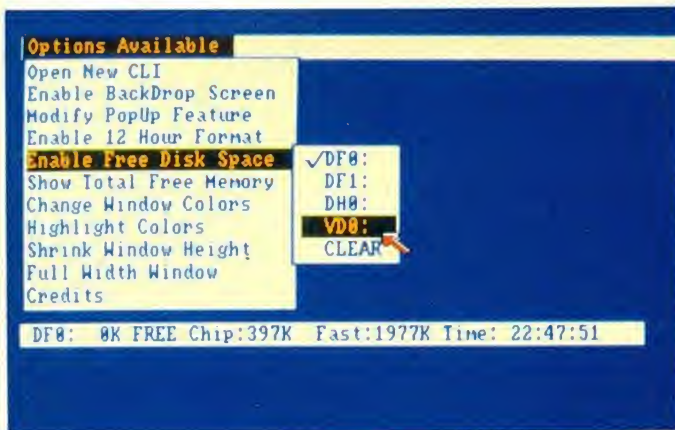 Options Available
Open New CLI
Enable BackDrop Screen
Modify PopUp Feature
Enable 12 Hour Format
Enable Free Disk Space
Show Total Free Memory
Change Window Colors
Highlight Colors
Shrink Window Height
Full Width Window
Credits
✓DF0:
DF1:
DH0:
VD0:
CLEAR
DF0: 0K FREE Chip:397K Fast:1977K Time: 22:47:51